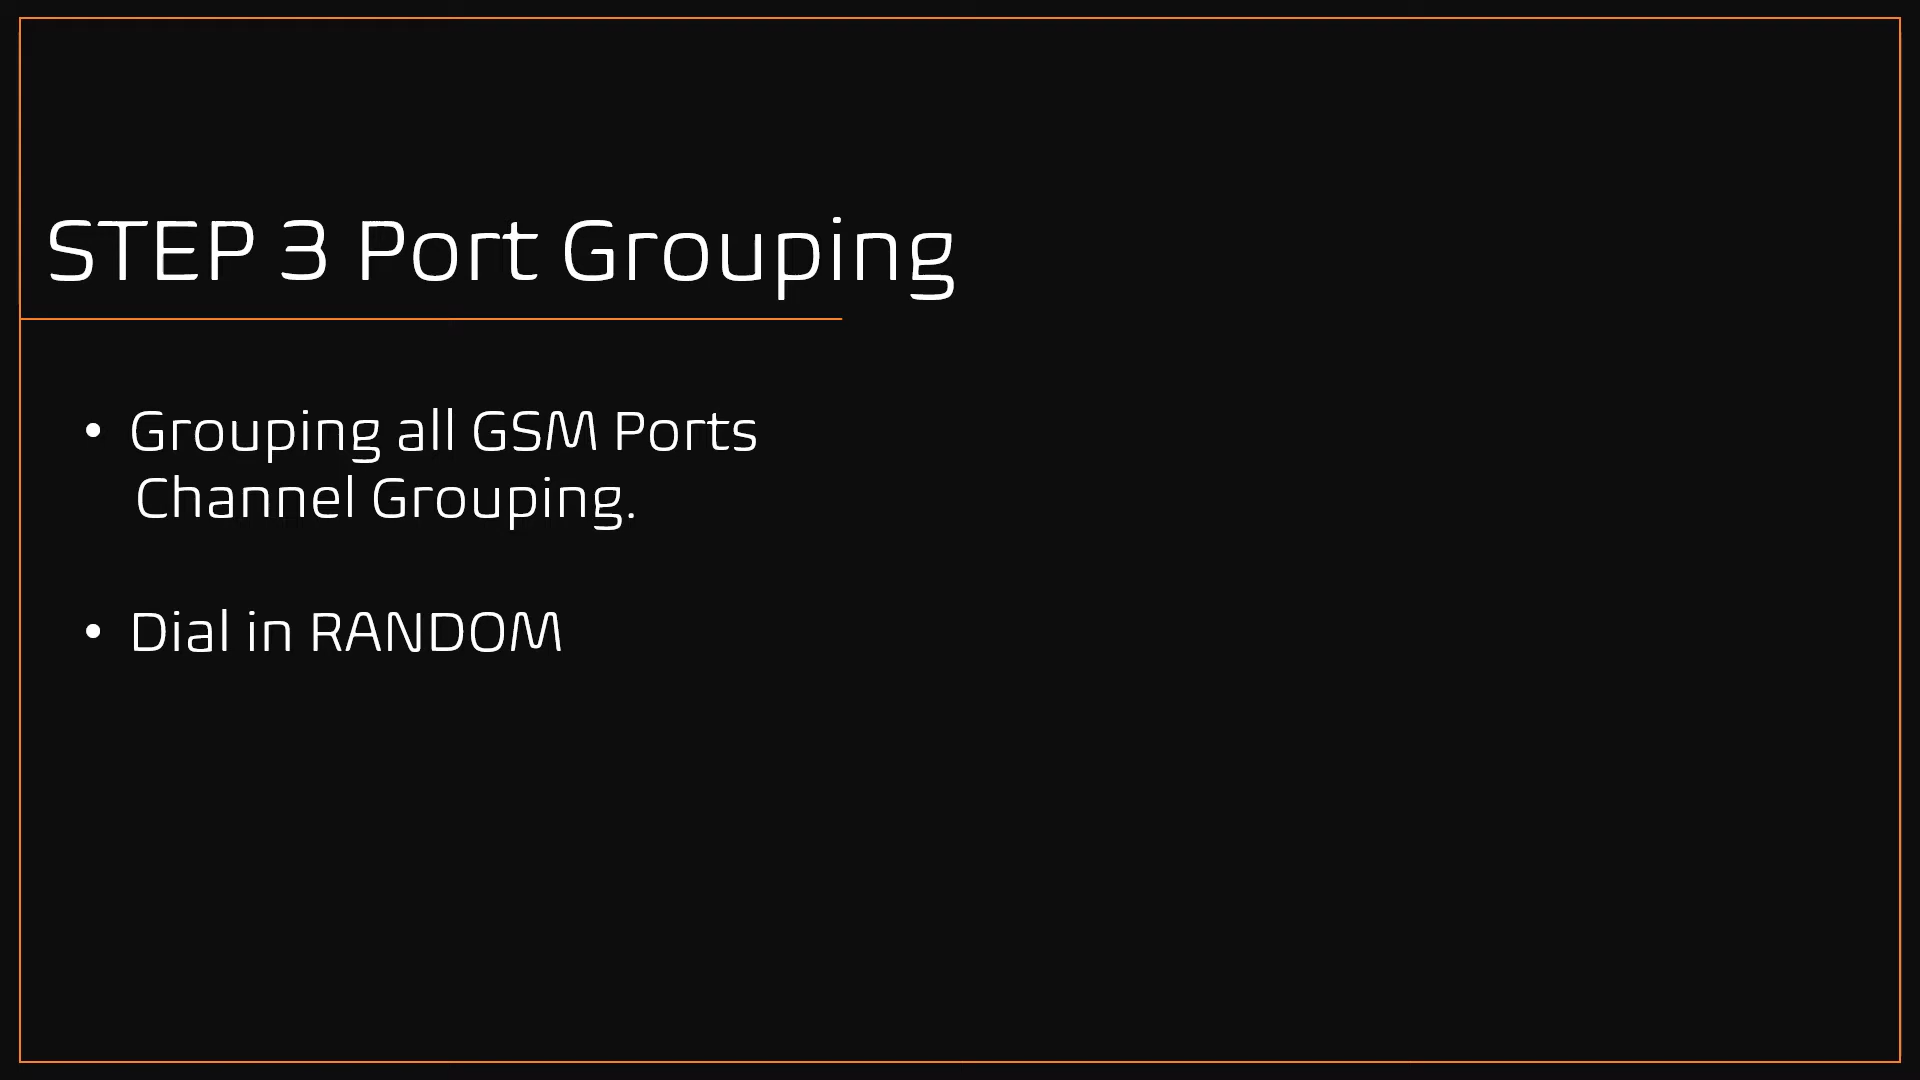 STEP 3 Port Grouping
• Grouping all GSM Ports
Channel Grouping.
• Dial in RANDOM